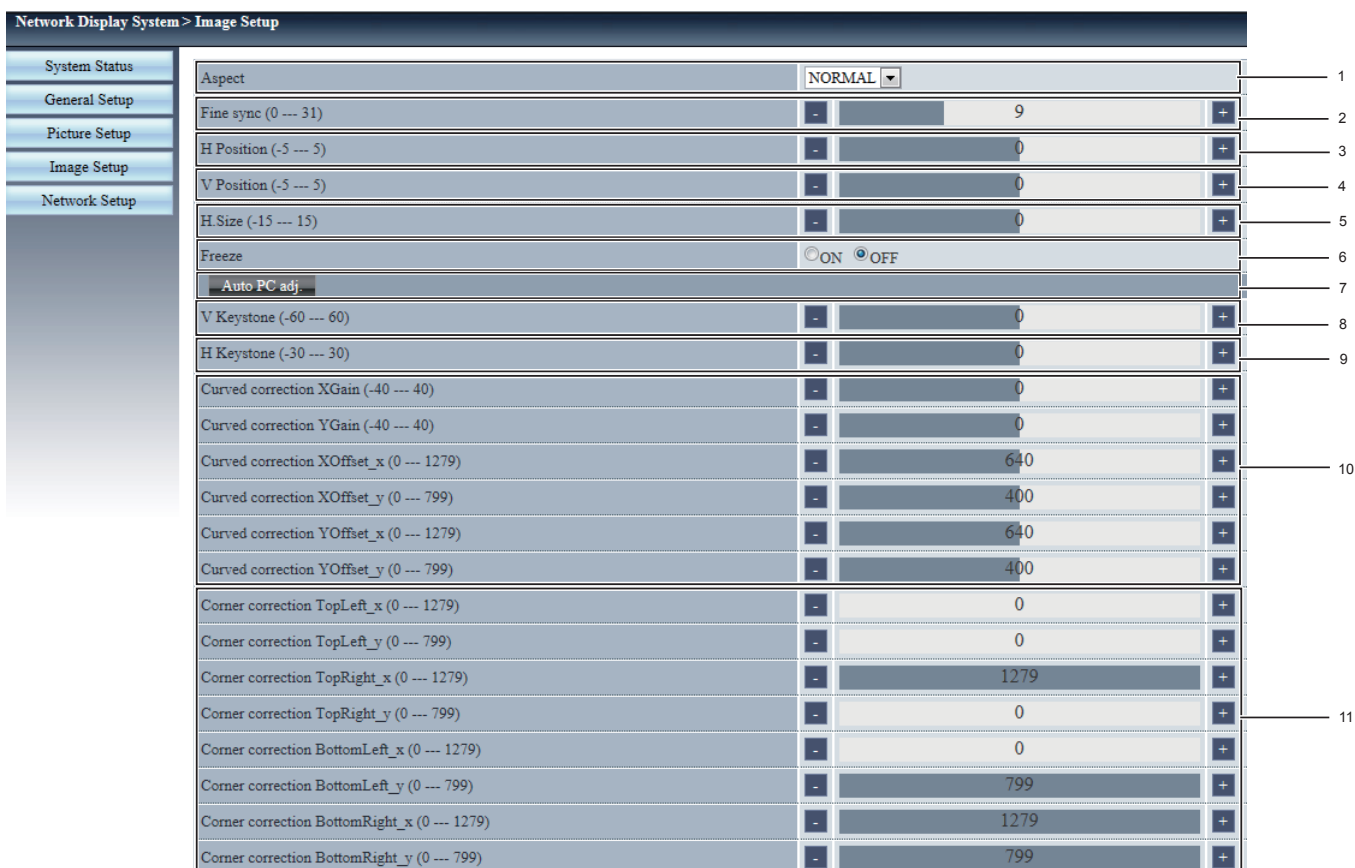 Network Display System > Image Setup
System Status
General Setup
Picture Setup
Image Setup
Network Setup
Aspect NORMAL 1
Fine sync (0 --- 31) - 9 + 2
H Position (-5 --- 5) - 0 + 3
V Position (-5 --- 5) - 0 + 4
H.Size (-15 --- 15) - 0 + 5
Freeze ON OFF 6
Auto PC adj. 7
V Keystone (-60 --- 60) - 0 + 8
H Keystone (-30 --- 30) - 0 + 9
Curved correction XGain (-40 --- 40) - 0 +
Curved correction YGain (-40 --- 40) - 0 +
Curved correction XOffset_x (0 --- 1279) - 640 + 10
Curved correction XOffset_y (0 --- 799) - 400 +
Curved correction YOffset_x (0 --- 1279) - 640 +
Curved correction YOffset_y (0 --- 799) - 400 +
Corner correction TopLeft_x (0 --- 1279) - 0 +
Corner correction TopLeft_y (0 --- 799) - 0 +
Corner correction TopRight_x (0 --- 1279) - 1279 +
Corner correction TopRight_y (0 --- 799) - 0 + 11
Corner correction BottomLeft_x (0 --- 1279) - 0 +
Corner correction BottomLeft_y (0 --- 799) - 799 +
Corner correction BottomRight_x (0 --- 1279) - 1279 +
Corner correction BottomRight_y (0 --- 799) - 799 +